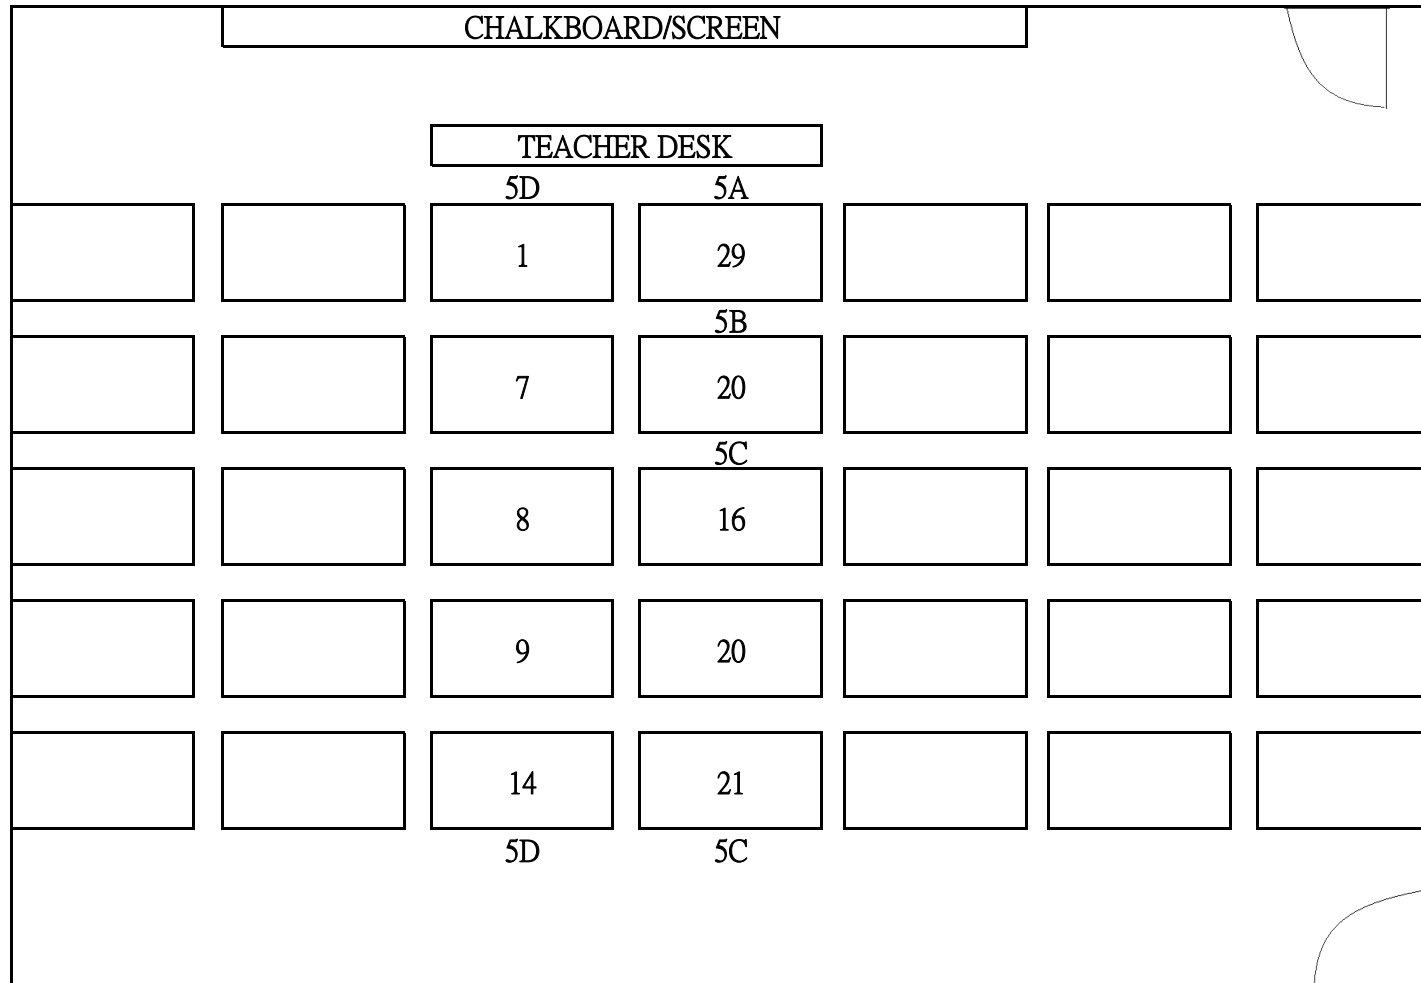 CHALKBOARD/SCREEN
TEACHER DESK
5D 5A
1 29
5B
7 20
5C
8 16
9 20
14 21
5D 5C